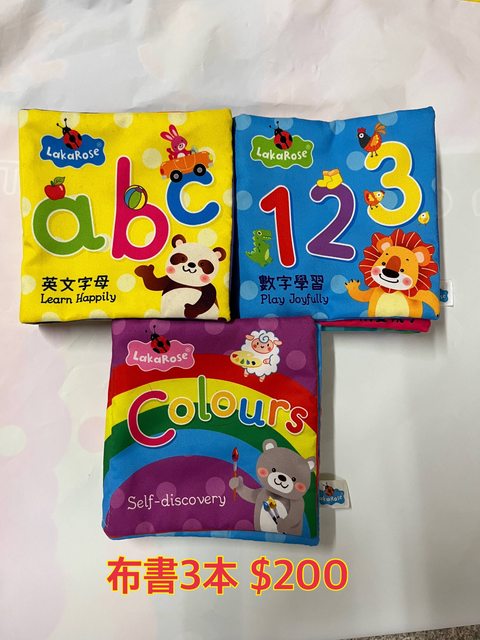 LakaRose
abc
英文字母
Learn Happily
LakaRose
123
數字學習
Play Joyfully
LakaRose
Colours
Self-discovery
LakaRose
布書3本 $200